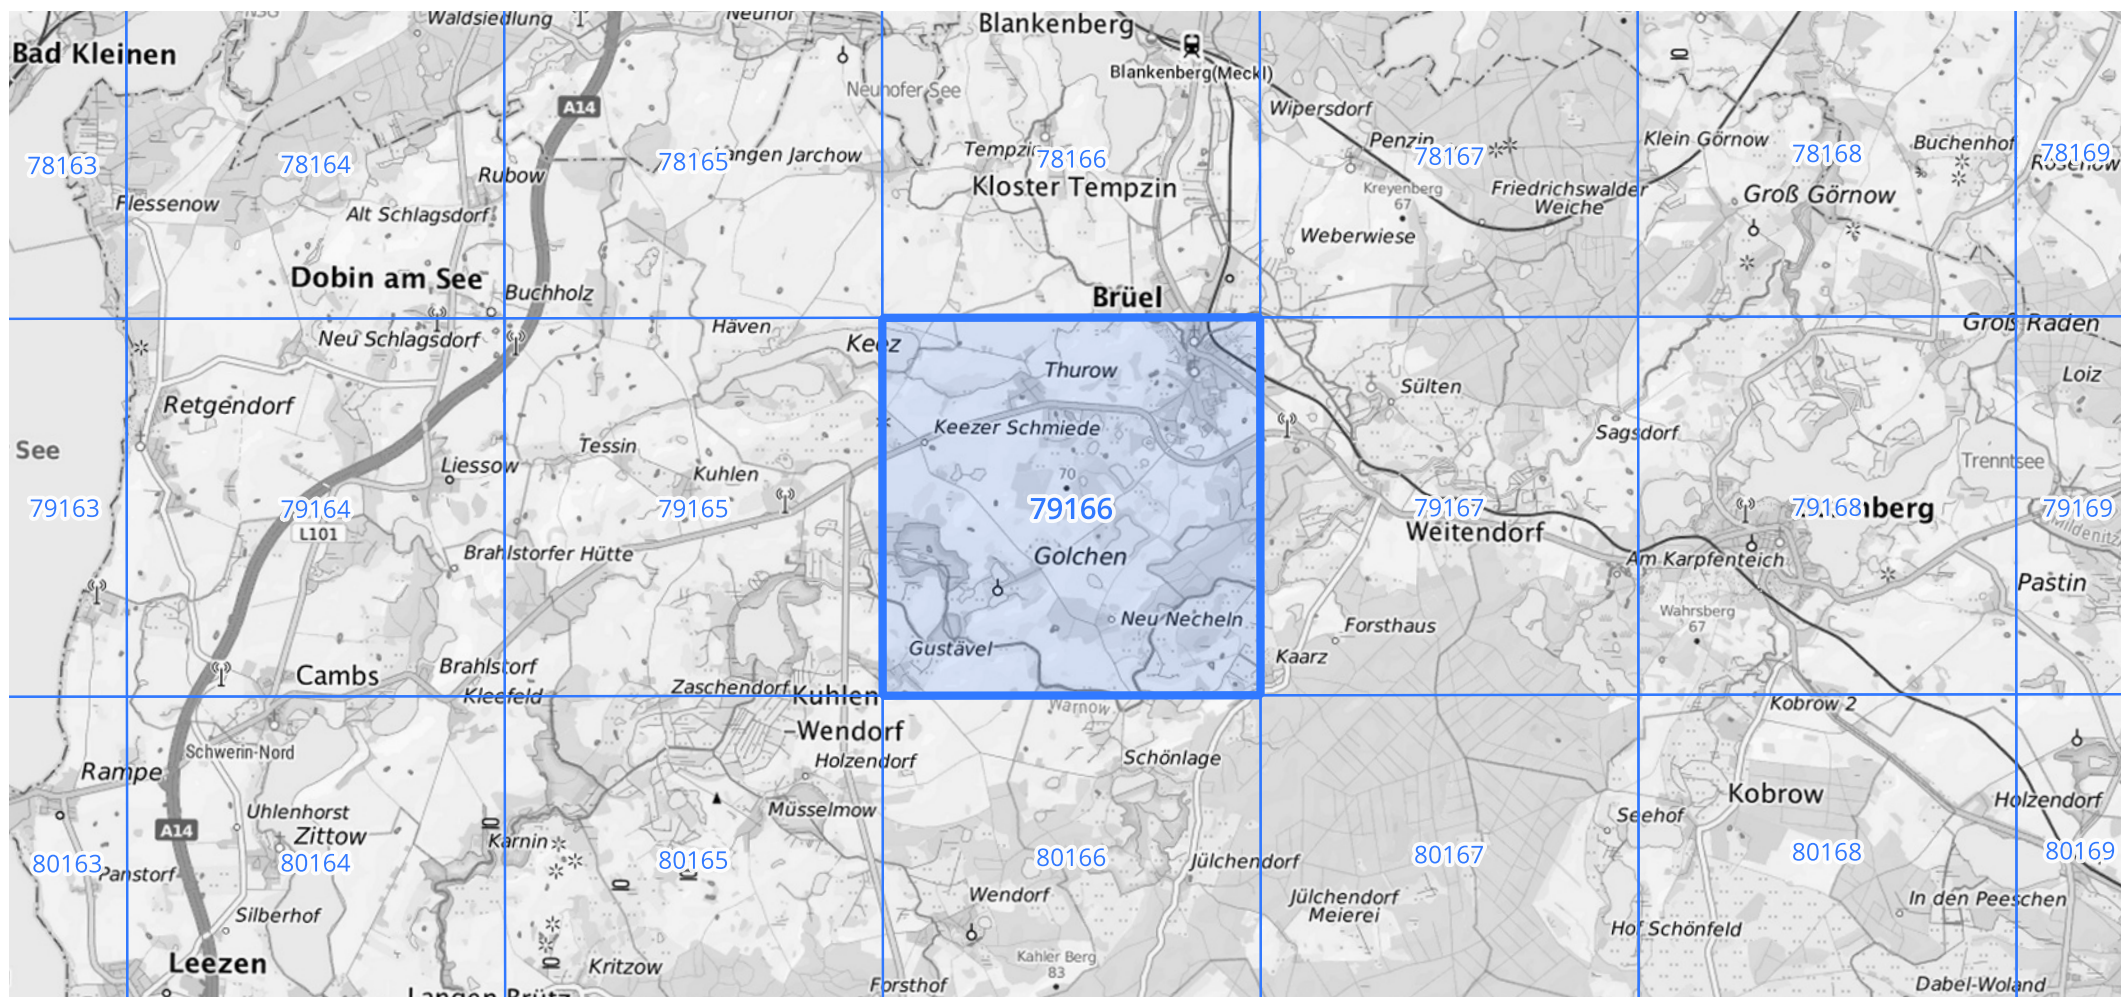 Waldsiedlung
Blankenberg
Bad Kleinen
Blankenberg(Meckl)
Neuhofer See
A14
Wipersdorf
Penzin
Klein Görnow
Buchenhof
78163
78164
78165
78166
78167
78168
78169
Rubow
Kloster Tempzin
Kreyenberg
67
Friedrichswalder
Weiche
Groß Görnow
Flessenow
Alt Schlagsdorf
Weberwiese
Dobin am See
Buchholz
Brüel
Neu Schlagsdorf
Häven
Keez
Groß Raden
Thurow
Sülten
Loiz
Retgendorf
Keezer Schmiede
Sagsdorf
See
Tessin
Liessow
Kuhlen
70
Trenntsee
79163
79164
79165
79166
79167
79168
79169
nberg
L101
Weitendorf
Brahlstorfer Hütte
Golchen
Am Karpfenteich
Pastin
Wahrsberg
67
Neu Necheln
Forsthaus
Gustävel
Kaarz
Cambs
Brahlstorf
Kleefeld
Zaschendorf
Kuhlen
-Wendorf
Warnow
Kobrow 2
Schwerin-Nord
Holzendorf
Schönlage
Rampe
Uhlenhorst
Zittow
Müsselmow
Kobrow
Seehof
Holzendorf
A14
Karnin
80163
80164
80165
80166
80167
80168
80169
Panstorf
Jülchendorf
Wendorf
Jülchendorf
Meierei
In den Peeschen
Silberhof
Hof Schönfeld
Leezen
Kritzow
Kahler Berg
83
Forsthof
Dabel-Woland
Langen Brütz